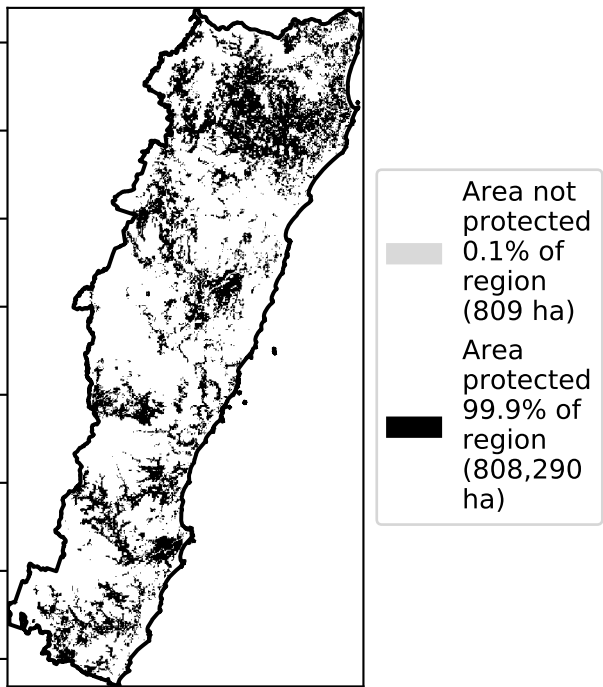 Area not
protected
0.1% of
region
(809 ha)
Area
protected
99.9% of
region
(808,290
ha)